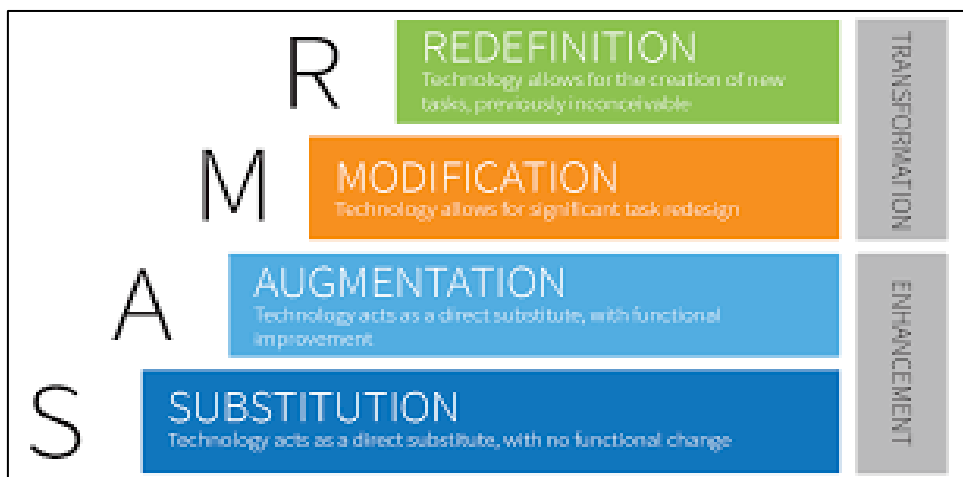 R
REDEFINITION
Technology allows for the creation of new
tasks, previously inconceivable
M
MODIFICATION
Technology allows for significant task redesign
TRANSFORMATION
A
AUGMENTATION
Technology acts as a direct substitute, with functional
improvement
S
SUBSTITUTION
Technology acts as a direct substitute, with no functional change
ENHANCEMENT